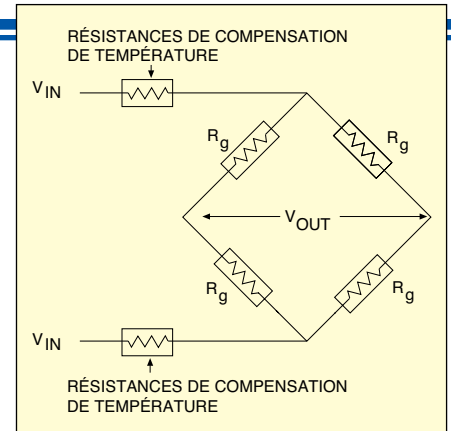 RÉSISTANCES DE COMPENSATION
DE TEMPÉRATURE
VIN
Rg
Rg
VOUT
Rg
Rg
VIN
RÉSISTANCES DE COMPENSATION
DE TEMPÉRATURE